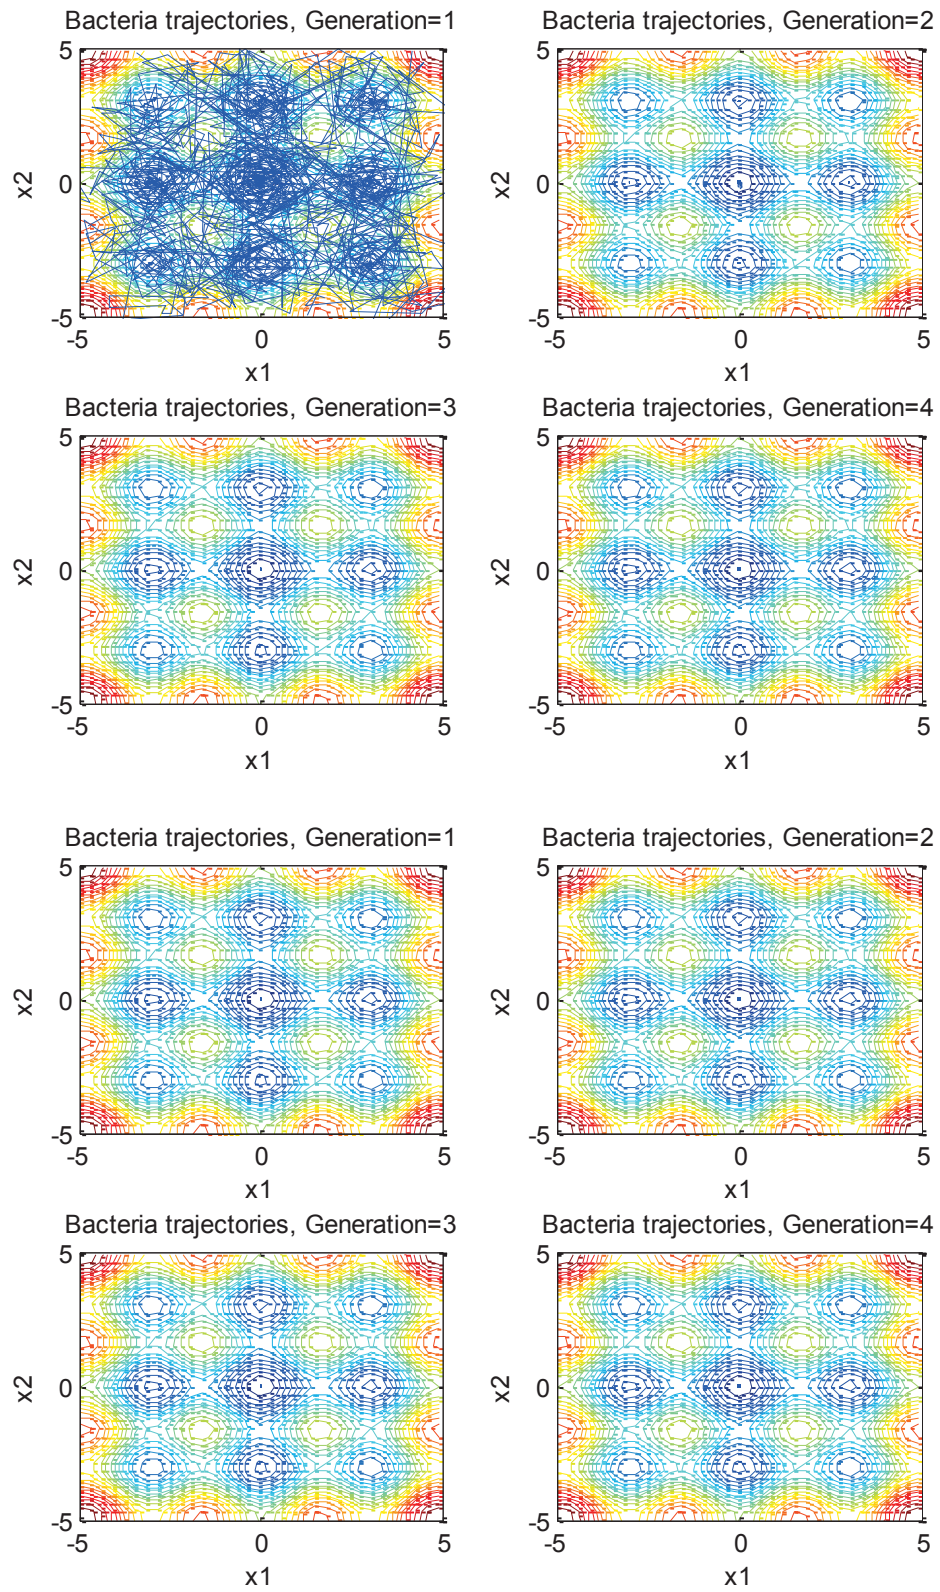 Bacteria trajectories, Generation=1 Bacteria trajectories, Generation=2
5 5
x2 0 x2 0
-5 -5
-5 0 5 -5 0 5
x1 x1
Bacteria trajectories, Generation=3 Bacteria trajectories, Generation=4
5 5
x2 0 x2 0
-5 -5
-5 0 5 -5 0 5
x1 x1
Bacteria trajectories, Generation=1 Bacteria trajectories, Generation=2
5 5
x2 0 x2 0
-5 -5
-5 0 5 -5 0 5
x1 x1
Bacteria trajectories, Generation=3 Bacteria trajectories, Generation=4
5 5
x2 0 x2 0
-5 -5
-5 0 5 -5 0 5
x1 x1